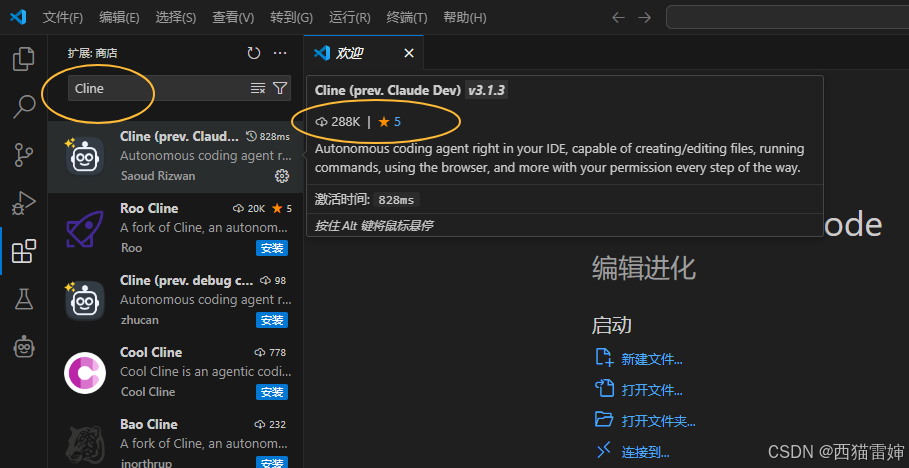 文件(F) 编辑(E) 选择(S) 查看(V) 转到(G) 运行(R) 终端(T) 帮助(H)
扩展: 商店
Cline
Cline (prev. Claud... 828ms
Autonomous coding agent r...
Saoud Rizwan
Roo Cline 20K ★ 5
A fork of Cline, an autonom...
Roo 安装
Cline (prev. debug c... 98
Autonomous coding agent r...
zhucan 安装
Cool Cline 778
Cool Cline is an agentic codi...
Cool Cline 安装
Bao Cline 232
A fork of Cline, an autonom...
jnorthrup 安装
欢迎
Cline (prev. Claude Dev) v3.1.3
288K | ★ 5
Autonomous coding agent right in your IDE, capable of creating/editing files, running
commands, using the browser, and more with your permission every step of the way.
激活时间: 828ms
按住 Alt 键将鼠标悬停
ode
编辑进化
启动
新建文件...
打开文件...
打开文件夹...
连接到...
CSDN @西猫雷婶